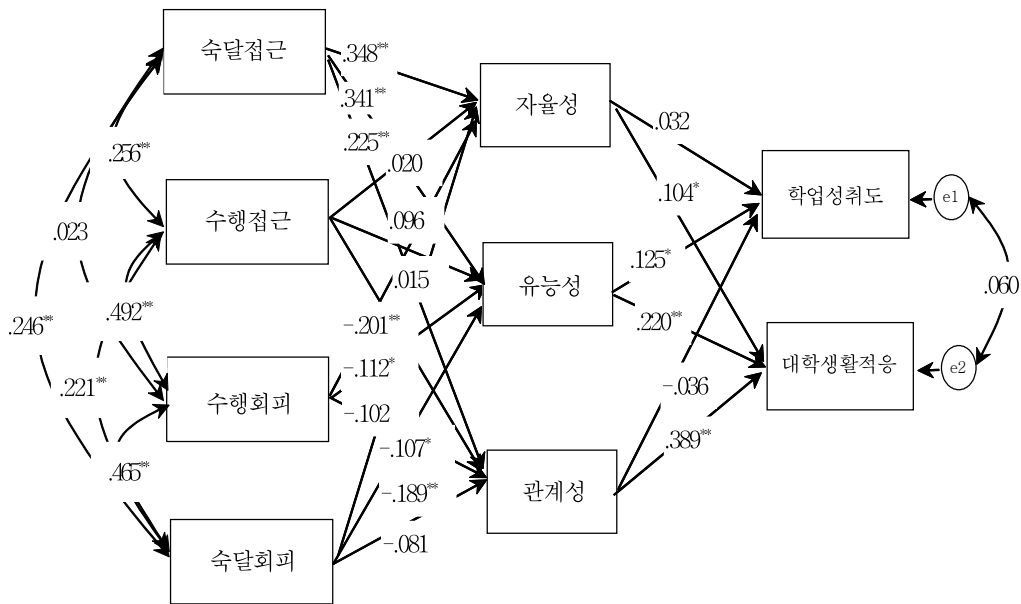 숙달접근
.348**
.341**
.225**
자율성
.032
.256**
.020
.104*
학업성취도
e1
수행접근
.096
.023
.015
유능성
.125*
.060
.246**
.492**
-.201**
.220**
대학생활적응
e2
-.112*
-.036
.221**
수행회피
-.102
.389**
-.107*
.465**
-.189**
관계성
-.081
숙달회피